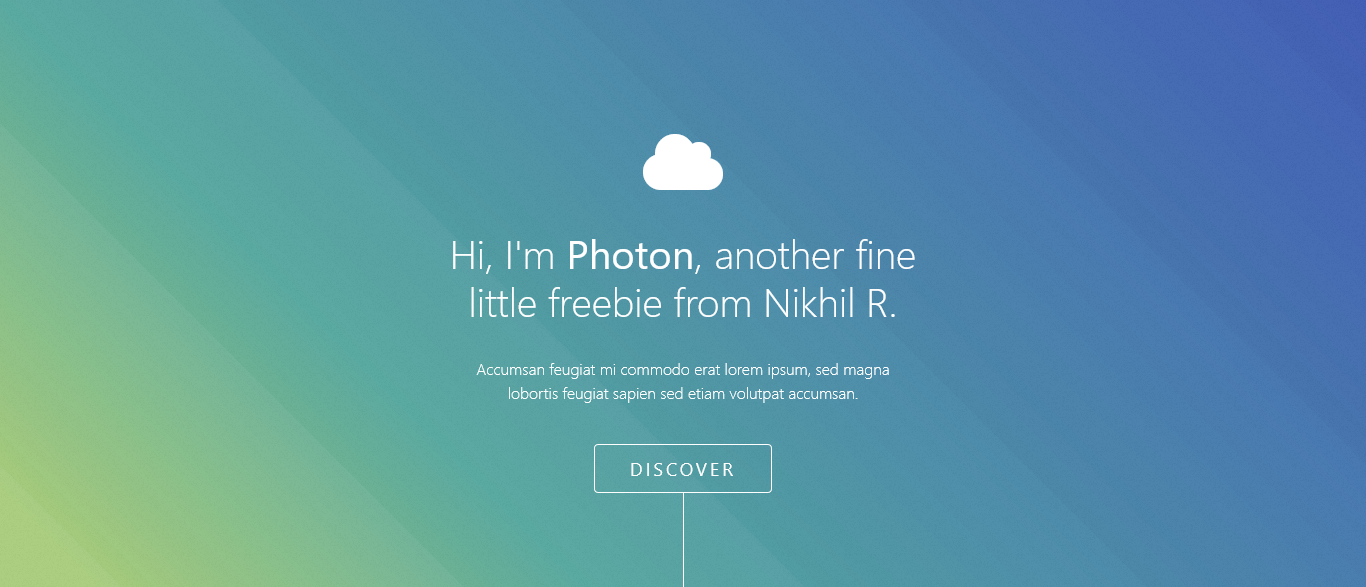 Hi, I'm Photon, another fine
little freebie from Nikhil R.
Accumsan feugiat mi commodo erat lorem ipsum, sed magna
lobortis feugiat sapien sed etiam volutpat accumsan.
DISCOVER